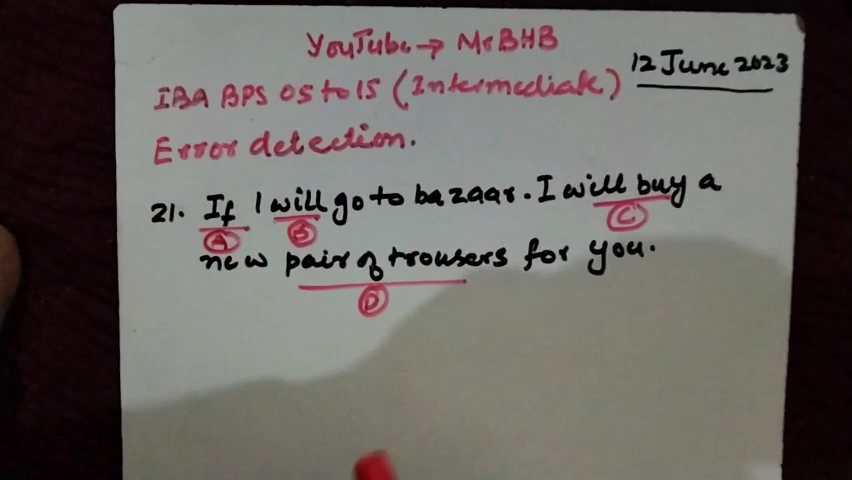 YouTube → MrBHB
12 June 2023
IBA BPS 05 to 15 (Intermediate)
Error detection.
21. If I will go to bazaar. I will buy a
A B C
new pair of trousers for you.
D